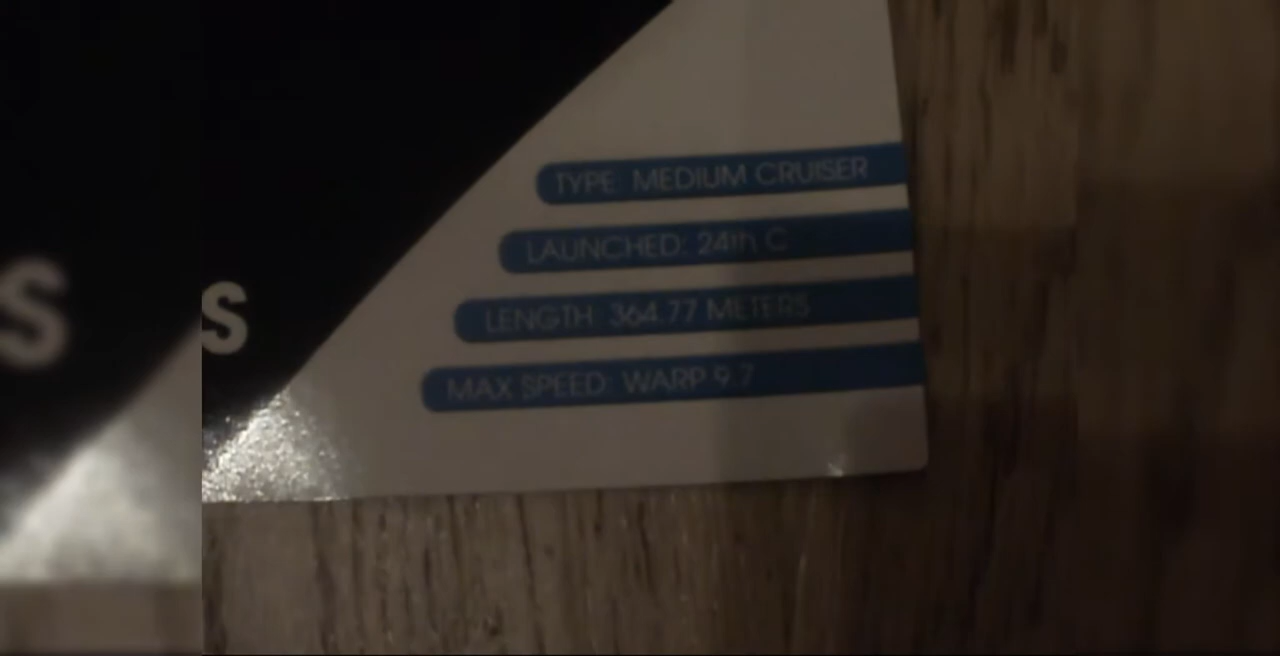 S
TYPE: MEDIUM CRUISER
LAUNCHED: 24th C
LENGTH: 364.77 METERS
MAX SPEED: WARP 9.7